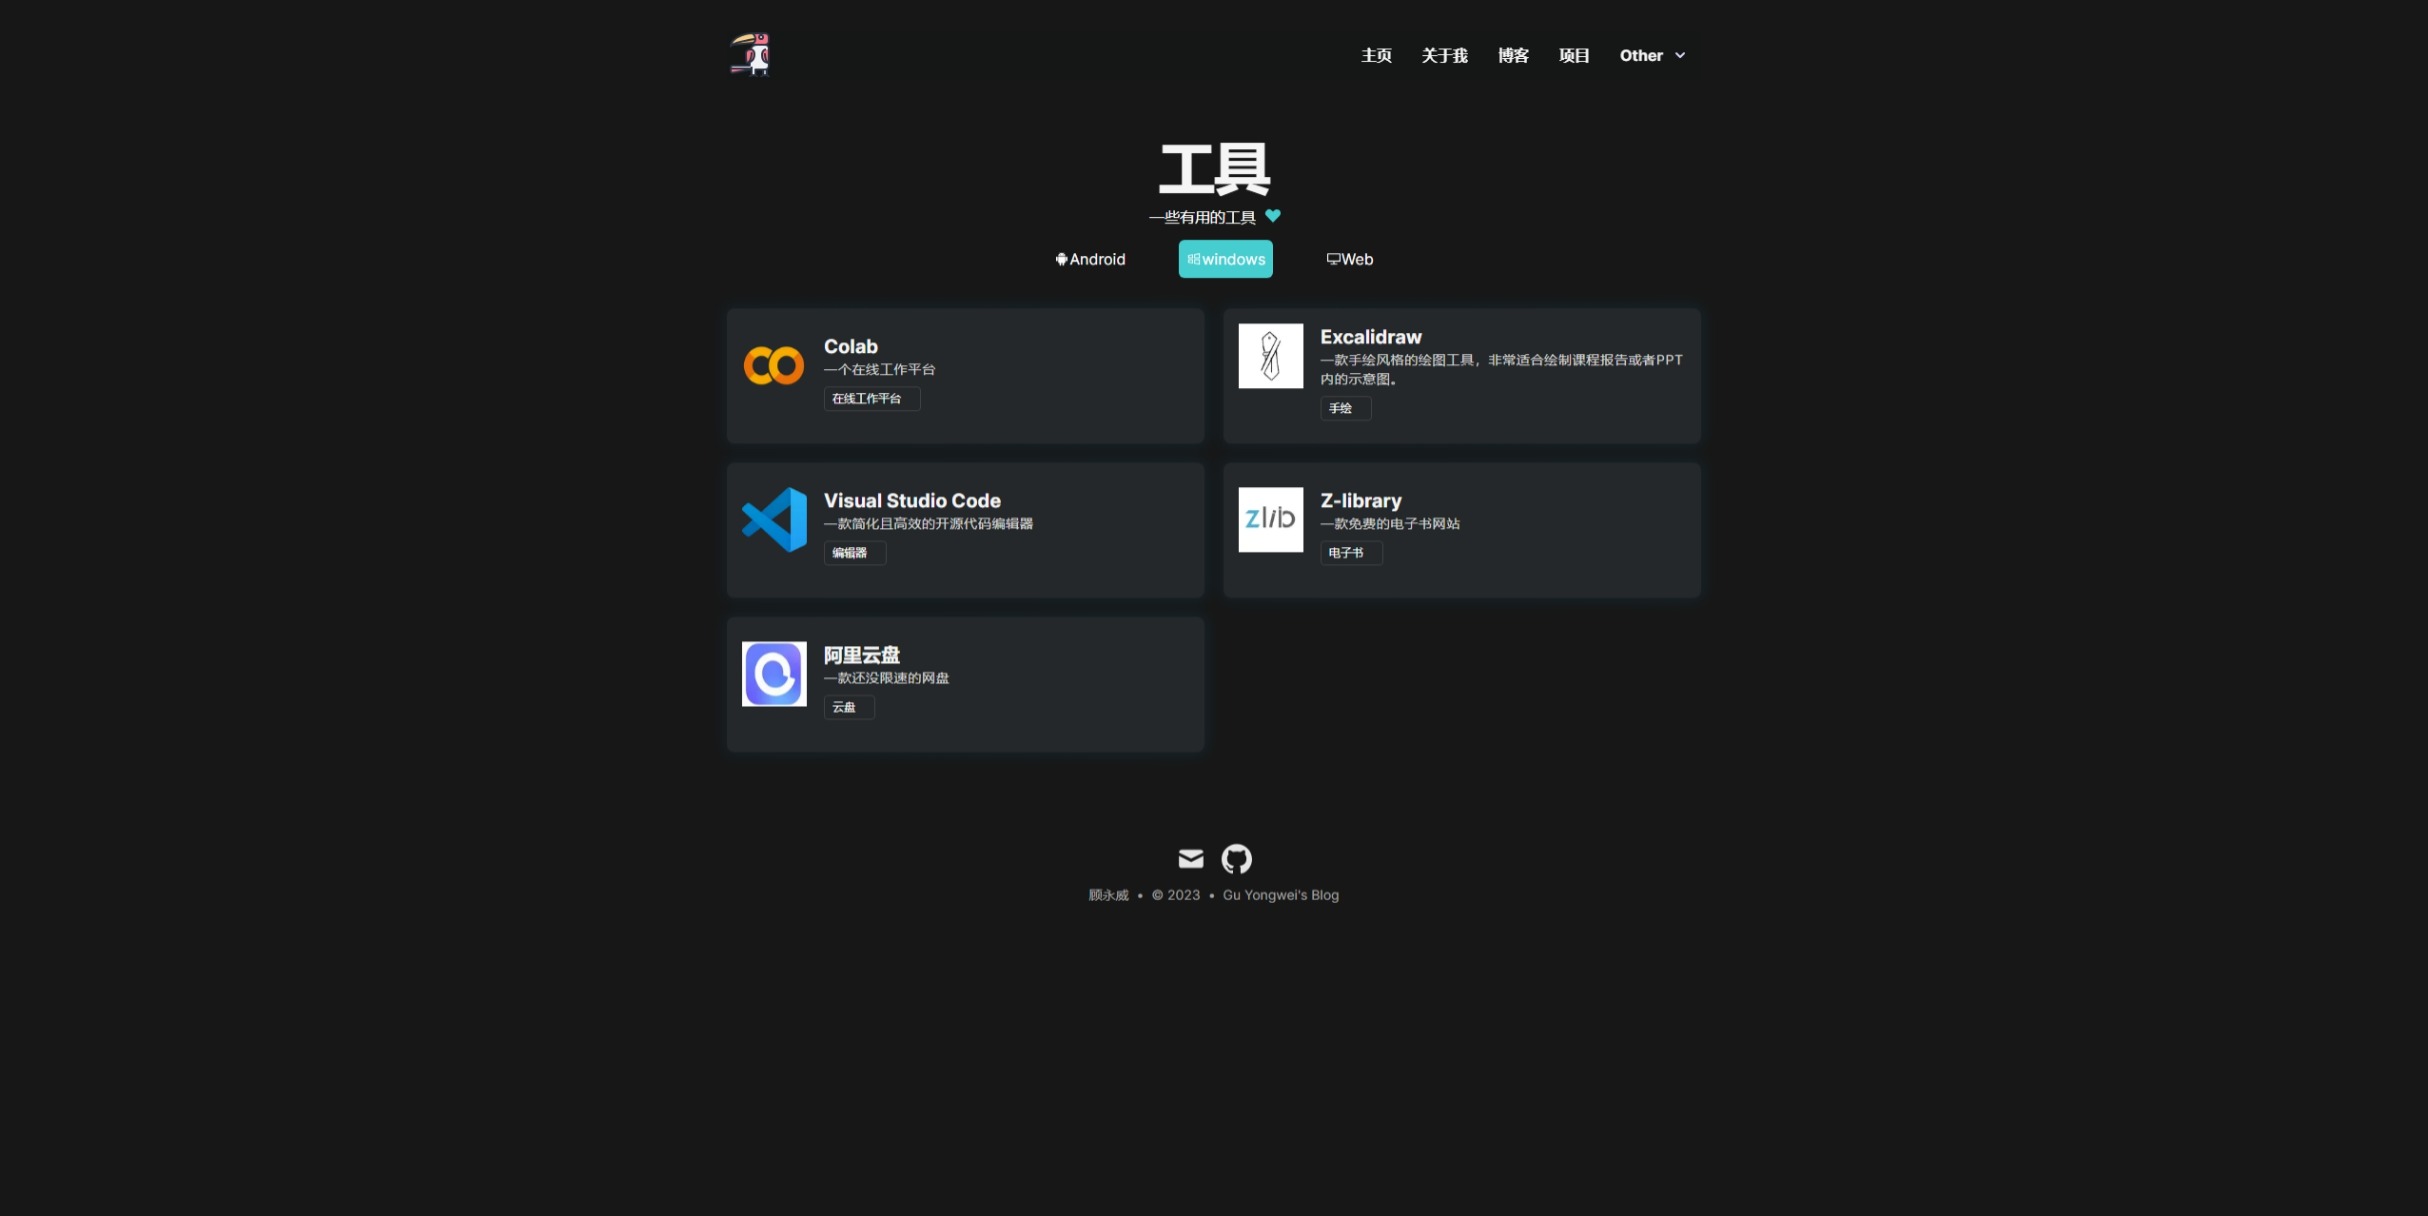 主页 关于我 博客 项目 Other
工具
一些有用的工具
Android windows Web
Colab
一个在线工作平台
在线工作平台
Excalidraw
一款手绘风格的绘图工具，非常适合绘制课程报告或者PPT
内的示意图。
手绘
Visual Studio Code
一款简化且高效的开源代码编辑器
编辑器
zlib
Z-library
一款免费的电子书网站
电子书
阿里云盘
一款还没限速的网盘
云盘
顾永威 • © 2023 • Gu Yongwei's Blog